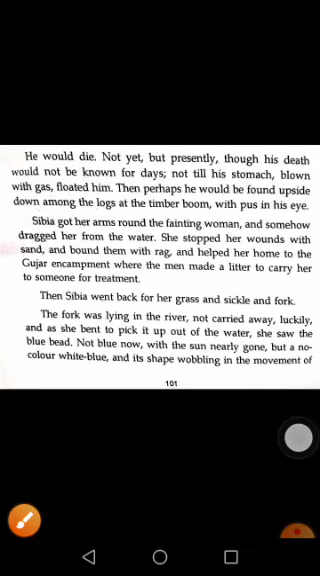 He would die. Not yet, but presently, though his death
would not be known for days; not till his stomach, blown
with gas, floated him. Then perhaps he would be found upside
down among the logs at the timber boom, with pus in his eye.
Sibia got her arms round the fainting woman, and somehow
dragged her from the water. She stopped her wounds with
sand, and bound them with rag, and helped her home to the
Gujar encampment where the men made a litter to carry her
to someone for treatment.
Then Sibia went back for her grass and sickle and fork.
The fork was lying in the river, not carried away, luckily,
and as she bent to pick it up out of the water, she saw the
blue bead. Not blue now, with the sun nearly gone, but a no-
colour white-blue, and its shape wobbling in the movement of
101